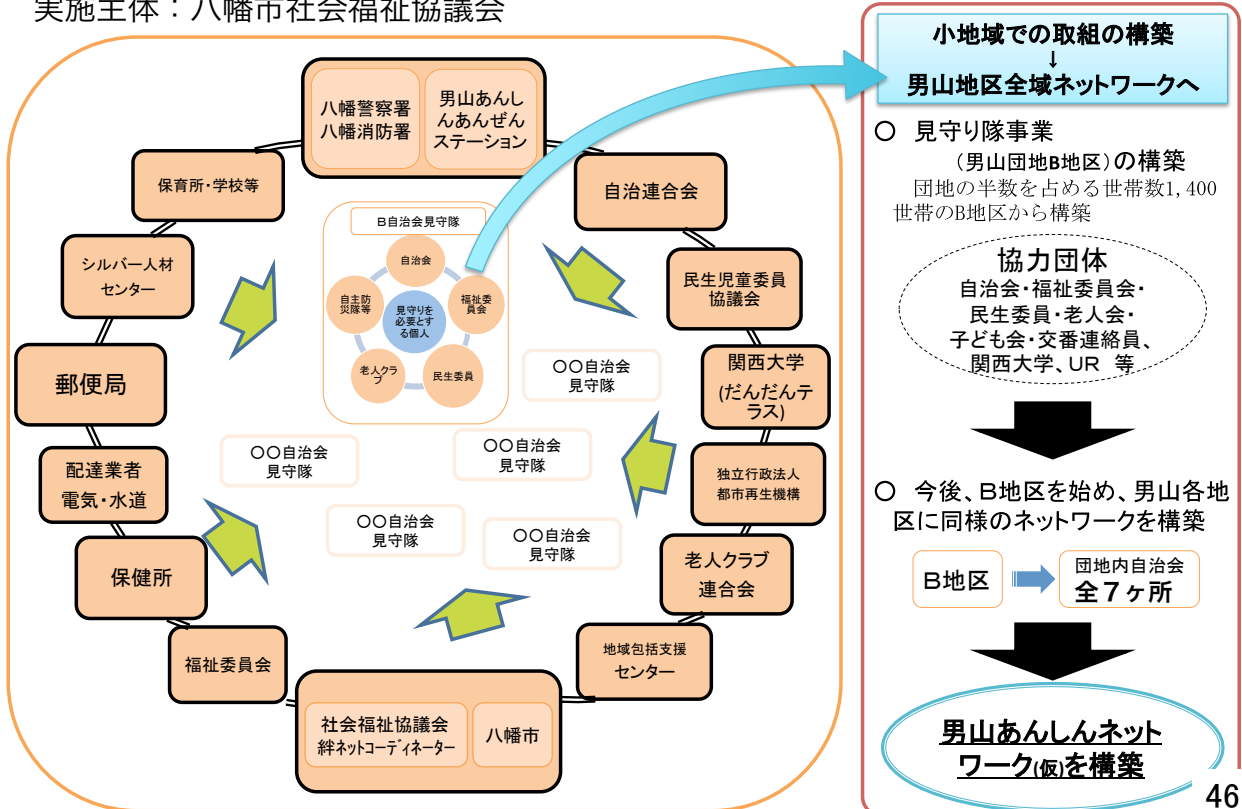 実施主体：八幡市社会福祉協議会
八幡警察署
八幡消防署
男山あんし
んあんぜん
ステーション
保育所・学校等
シルバー人材
センター
郵便局
配達業者
電気・水道
保健所
福祉委員会
社会福祉協議会
絆ネットコーディネーター
八幡市
自治連合会
民生児童委員
協議会
関西大学
(だんだんテ
ラス)
独立行政法人
都市再生機構
老人クラブ
連合会
地域包括支援
センター
B自治会見守隊
自治会
自主防
災隊等
福祉委
員会
見守りを
必要とす
る個人
老人クラ
ブ
民生委員
〇〇自治会
見守隊
〇〇自治会
見守隊
〇〇自治会
見守隊
〇〇自治会
見守隊
〇〇自治会
見守隊
小地域での取組の構築
↓
男山地区全域ネットワークへ
○ 見守り隊事業
（男山団地B地区）の構築
団地の半数を占める世帯数1,400
世帯のB地区から構築
協力団体
自治会・福祉委員会・
民生委員・老人会・
子ども会・交番連絡員、
関西大学、UR 等
○ 今後、B地区を始め、男山各地
区に同様のネットワークを構築
B地区
団地内自治会
全７ヶ所
男山あんしんネット
ワーク(仮)を構築
46